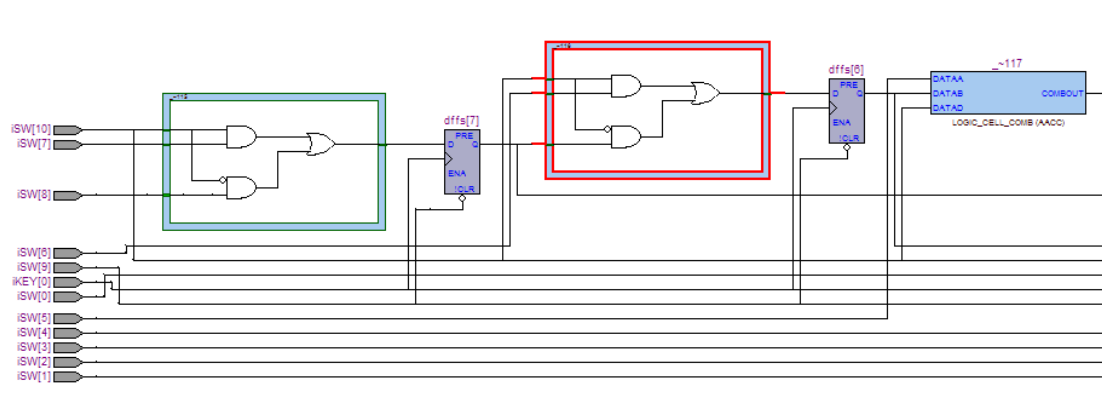 _~118
dffs[6]
_~117
PRE
D Q
ENA
!CLR
DATAA
DATAB
DATAD
COMBOUT
LOGIC_CELL_COMB (AACC)
dffs[7]
PRE
D Q
ENA
!CLR
iSW[10]
iSW[7]
iSW[8]
iSW[6]
iSW[9]
iKEY[0]
iSW[0]
iSW[5]
iSW[4]
iSW[3]
iSW[2]
iSW[1]